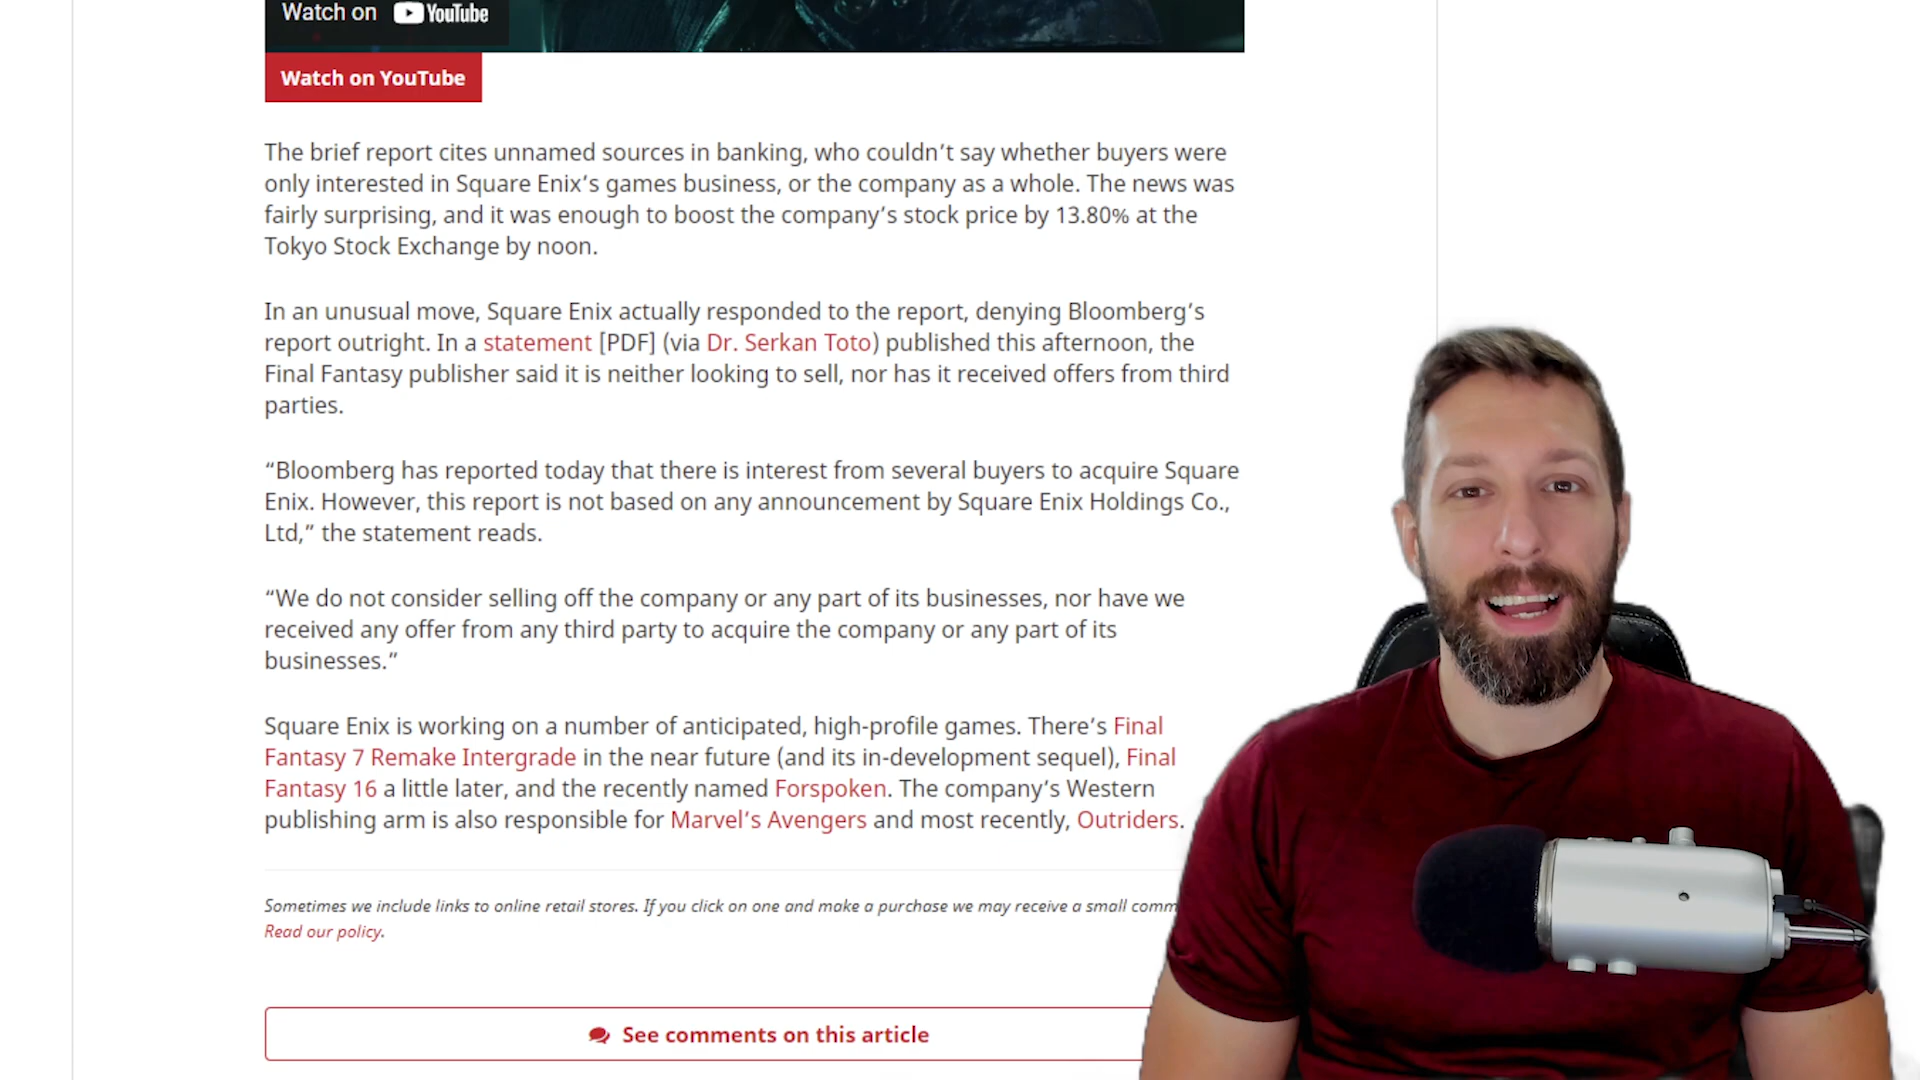 Watch on YouTube
Watch on YouTube
The brief report cites unnamed sources in banking, who couldn’t say whether buyers were
only interested in Square Enix’s games business, or the company as a whole. The news was
fairly surprising, and it was enough to boost the company’s stock price by 13.80% at the
Tokyo Stock Exchange by noon.
In an unusual move, Square Enix actually responded to the report, denying Bloomberg’s
report outright. In a statement [PDF] (via Dr. Serkan Toto) published this afternoon, the
Final Fantasy publisher said it is neither looking to sell, nor has it received offers from third
parties.
“Bloomberg has reported today that there is interest from several buyers to acquire Square
Enix. However, this report is not based on any announcement by Square Enix Holdings Co.,
Ltd,” the statement reads.
“We do not consider selling off the company or any part of its businesses, nor have we
received any offer from any third party to acquire the company or any part of its
businesses.”
Square Enix is working on a number of anticipated, high-profile games. There’s Final
Fantasy 7 Remake Intergrade in the near future (and its in-development sequel), Final
Fantasy 16 a little later, and the recently named Forspoken. The company’s Western
publishing arm is also responsible for Marvel’s Avengers and most recently, Outriders.
Sometimes we include links to online retail stores. If you click on one and make a purchase we may receive a small
Read our policy.
See comments on this article